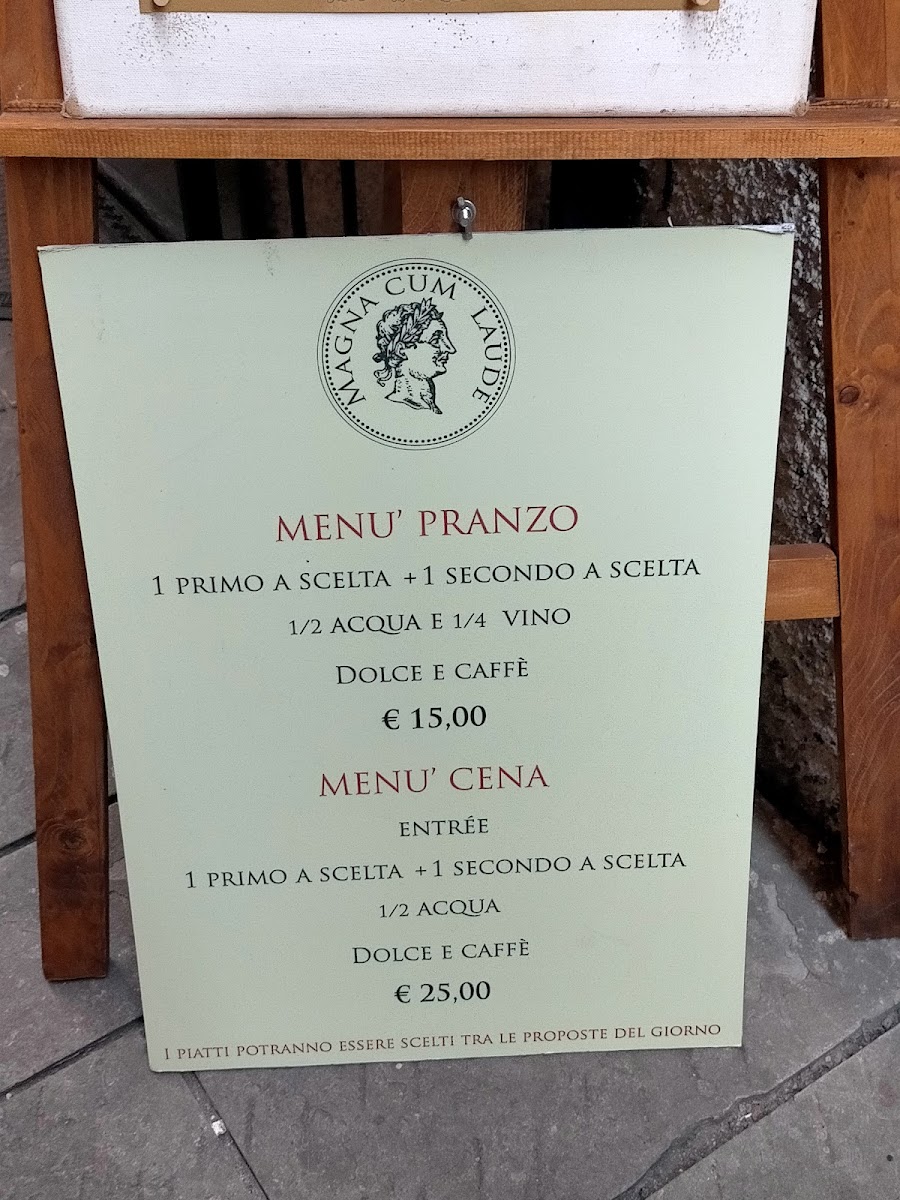 MAGNA CUM LAUDE
MENU' PRANZO
1 PRIMO A SCELTA + 1 SECONDO A SCELTA
1/2 ACQUA E 1/4 VINO
DOLCE E CAFFÈ
€ 15,00
MENU' CENA
ENTRÉE
1 PRIMO A SCELTA + 1 SECONDO A SCELTA
1/2 ACQUA
DOLCE E CAFFÈ
€ 25,00
I PIATTI POTRANNO ESSERE SCELTI TRA LE PROPOSTE DEL GIORNO